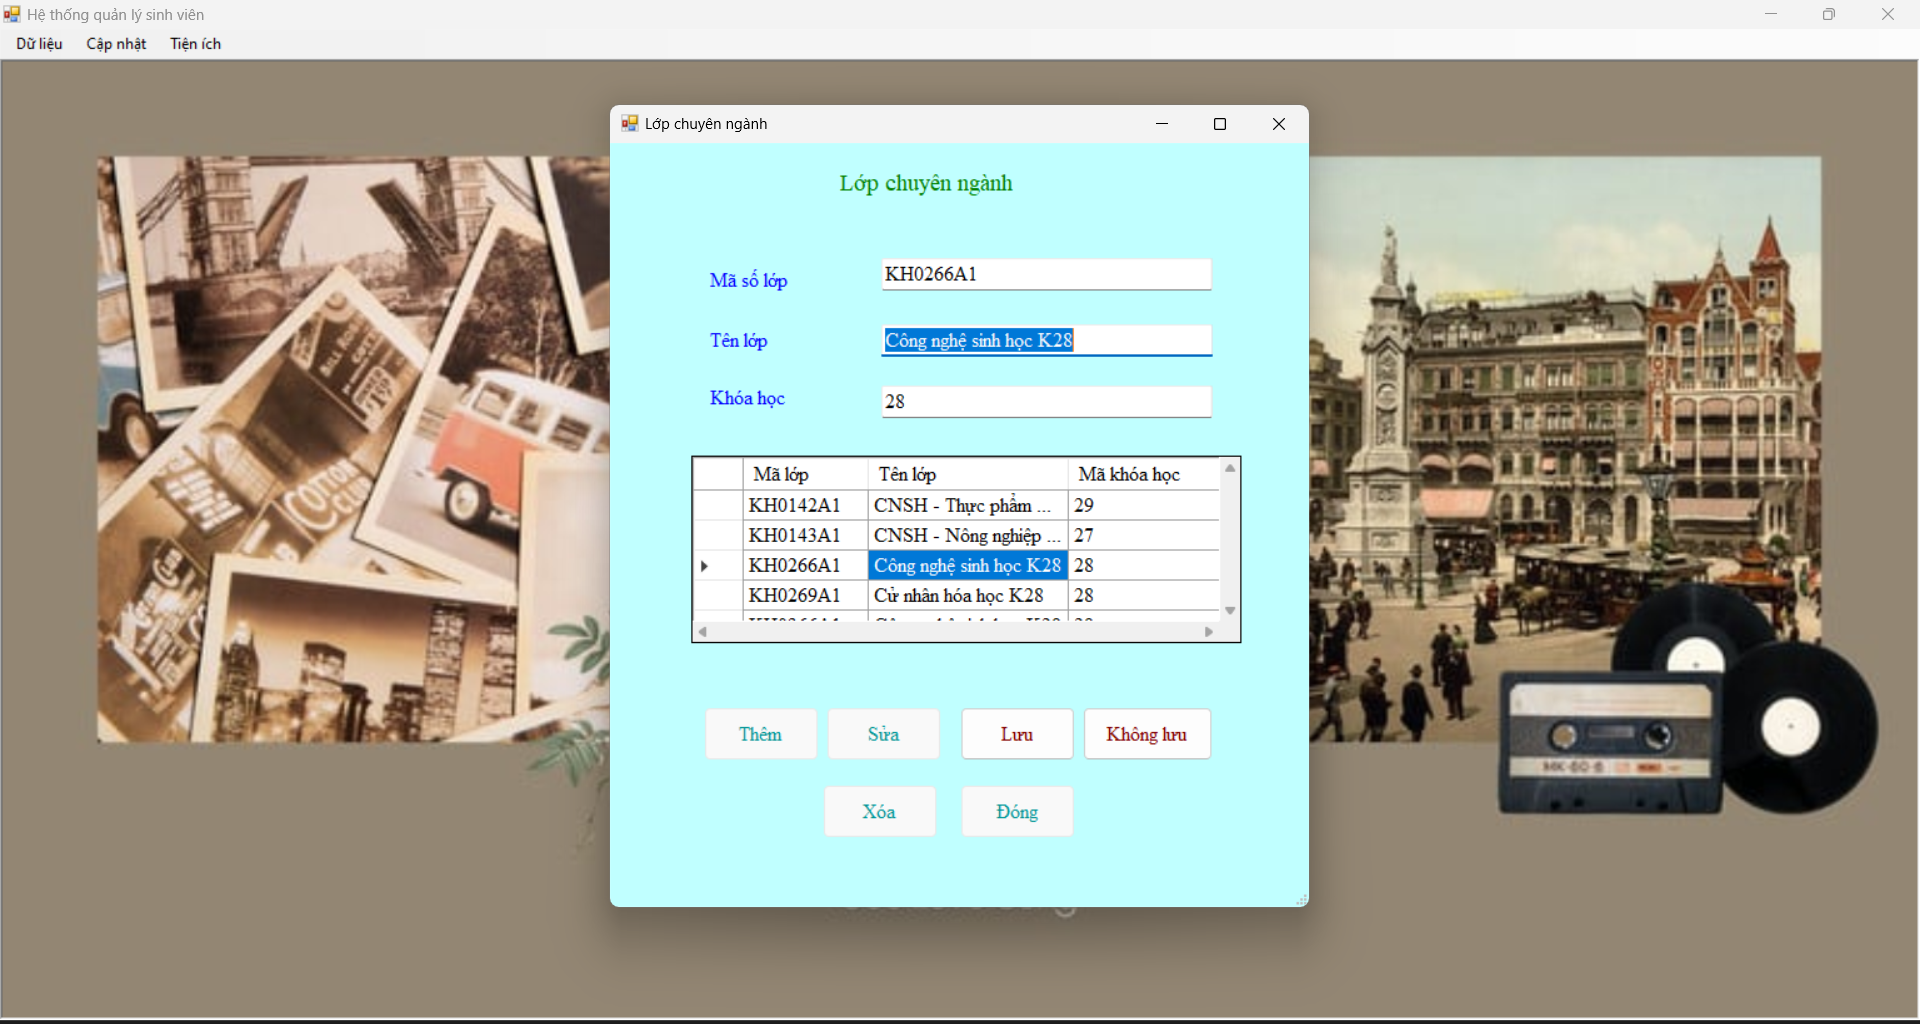 Hệ thống quản lý sinh viên
Dữ liệu Cập nhật Tiện ích
Lớp chuyên ngành
Lớp chuyên ngành
Mã số lớp KH0266A1
Tên lớp Công nghệ sinh học K28
Khóa học 28
Mã lớp Tên lớp Mã khóa học
KH0142A1 CNSH - Thực phẩm ... 29
KH0143A1 CNSH - Nông nghiệp ... 27
KH0266A1 Công nghệ sinh học K28 28
KH0269A1 Cử nhân hóa học K28 28
Thêm Sửa Lưu Không lưu
Xóa Đóng
COTTON
CLUB